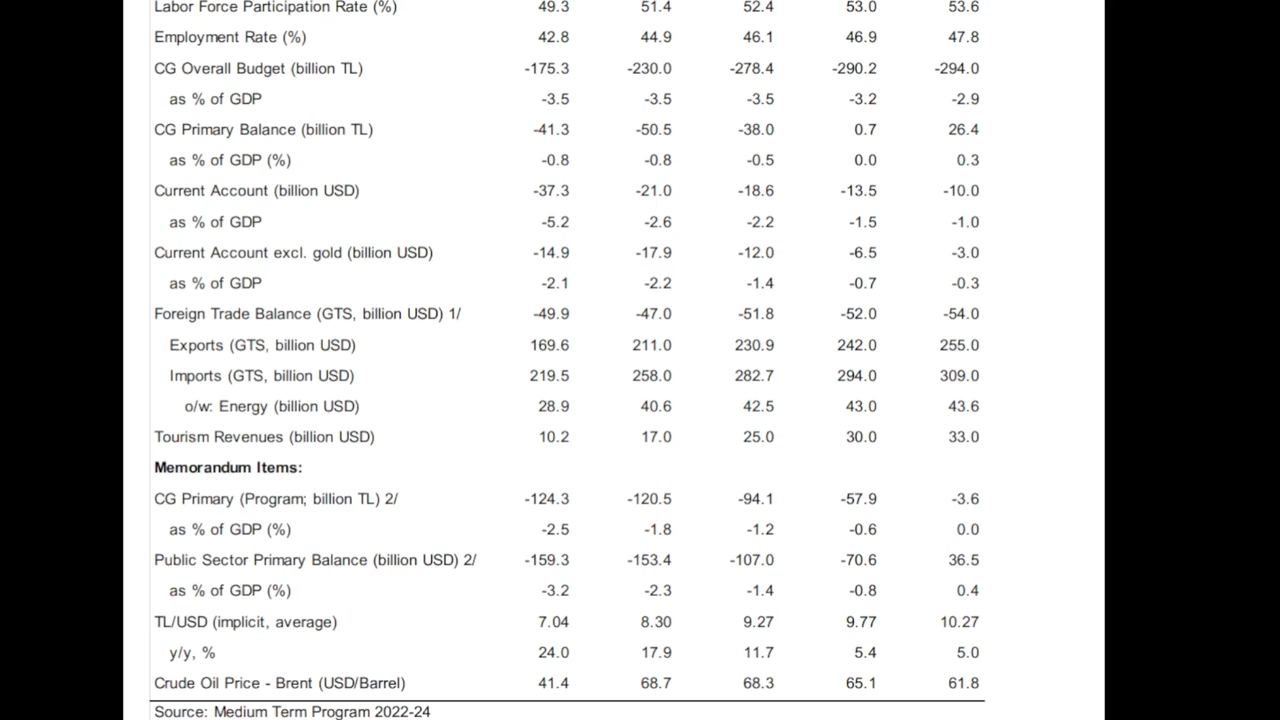 Labor Force Participation Rate (%) 49.3 51.4 52.4 53.0 53.6
Employment Rate (%) 42.8 44.9 46.1 46.9 47.8
CG Overall Budget (billion TL) -175.3 -230.0 -278.4 -290.2 -294.0
as % of GDP -3.5 -3.5 -3.5 -3.2 -2.9
CG Primary Balance (billion TL) -41.3 -50.5 -38.0 0.7 26.4
as % of GDP (%) -0.8 -0.8 -0.5 0.0 0.3
Current Account (billion USD) -37.3 -21.0 -18.6 -13.5 -10.0
as % of GDP -5.2 -2.6 -2.2 -1.5 -1.0
Current Account excl. gold (billion USD) -14.9 -17.9 -12.0 -6.5 -3.0
as % of GDP -2.1 -2.2 -1.4 -0.7 -0.3
Foreign Trade Balance (GTS, billion USD) 1/ -49.9 -47.0 -51.8 -52.0 -54.0
Exports (GTS, billion USD) 169.6 211.0 230.9 242.0 255.0
Imports (GTS, billion USD) 219.5 258.0 282.7 294.0 309.0
o/w: Energy (billion USD) 28.9 40.6 42.5 43.0 43.6
Tourism Revenues (billion USD) 10.2 17.0 25.0 30.0 33.0
Memorandum Items:
CG Primary (Program; billion TL) 2/ -124.3 -120.5 -94.1 -57.9 -3.6
as % of GDP (%) -2.5 -1.8 -1.2 -0.6 0.0
Public Sector Primary Balance (billion USD) 2/ -159.3 -153.4 -107.0 -70.6 36.5
as % of GDP (%) -3.2 -2.3 -1.4 -0.8 0.4
TL/USD (implicit, average) 7.04 8.30 9.27 9.77 10.27
y/y, % 24.0 17.9 11.7 5.4 5.0
Crude Oil Price - Brent (USD/Barrel) 41.4 68.7 68.3 65.1 61.8
Source: Medium Term Program 2022-24